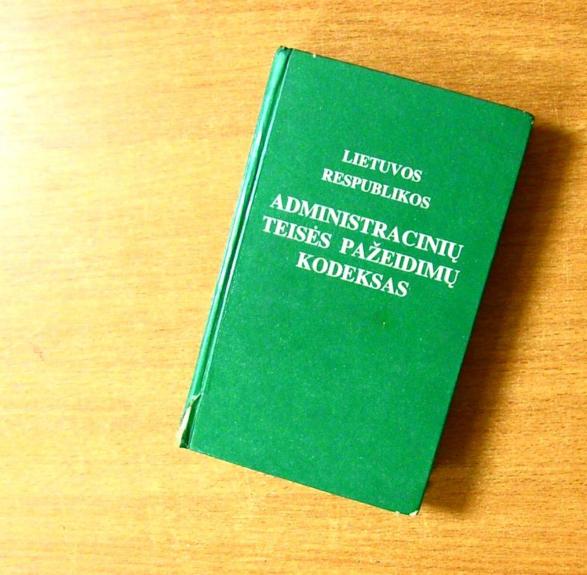 LIETUVOS
RESPUBLIKOS
ADMINISTRACINIŲ
TEISĖS PAŽEIDIMŲ
KODEKSAS